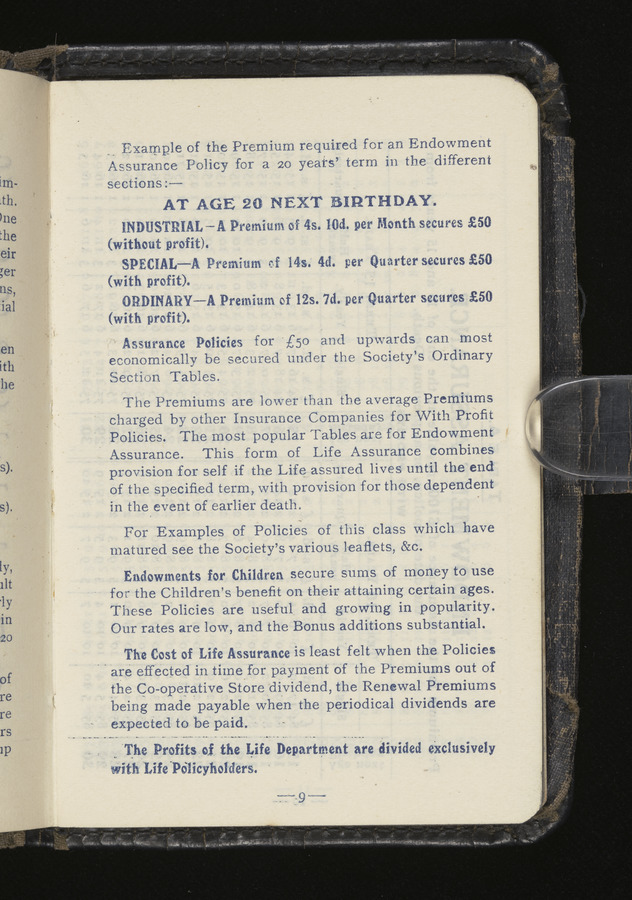 Example of the Premium required for an Endowment
Assurance Policy for a 20 years' term in the different
sections:—
AT AGE 20 NEXT BIRTHDAY.
INDUSTRIAL—A Premium of 4s. 10d. per Month secures £50
(without profit).
SPECIAL—A Premium of 14s. 4d. per Quarter secures £50
(with profit).
ORDINARY—A Premium of 12s. 7d. per Quarter secures £50
(with profit).
Assurance Policies for £50 and upwards can most
economically be secured under the Society's Ordinary
Section Tables.
The Premiums are lower than the average Premiums
charged by other Insurance Companies for With Profit
Policies. The most popular Tables are for Endowment
Assurance. This form of Life Assurance combines
provision for self if the Life assured lives until the end
of the specified term, with provision for those dependent
in the event of earlier death.
For Examples of Policies of this class which have
matured see the Society's various leaflets, &c.
Endowments for Children secure sums of money to use
for the Children's benefit on their attaining certain ages.
These Policies are useful and growing in popularity.
Our rates are low, and the Bonus additions substantial.
The Cost of Life Assurance is least felt when the Policies
are effected in time for payment of the Premiums out of
the Co-operative Store dividend, the Renewal Premiums
being made payable when the periodical dividends are
expected to be paid.
The Profits of the Life Department are divided exclusively
with Life Policyholders.
—9—